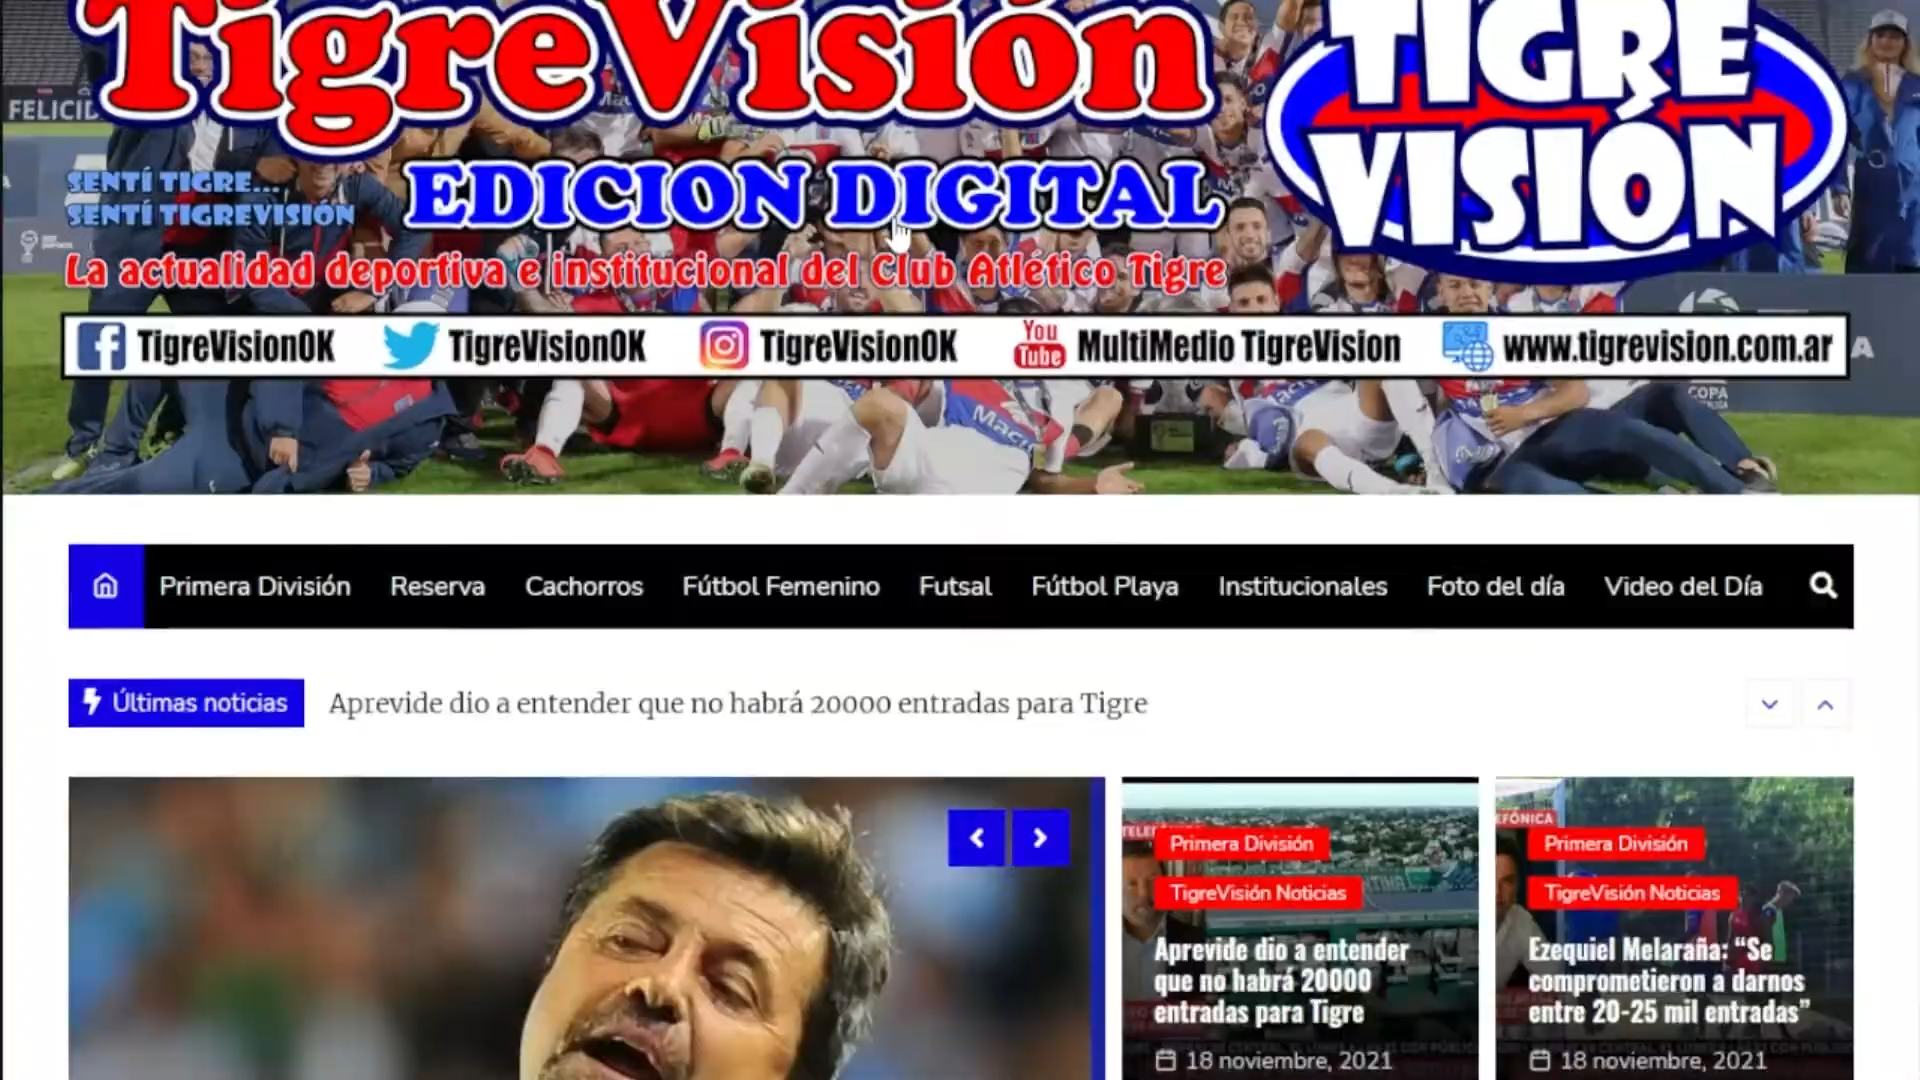 TigreVisión
TIGRE
VISIÓN
FELICID
SENTÍ TIGRE...
SENTÍ TIGREVISIÓN
EDICION DIGITAL
La actualidad deportiva e institucional del Club Atlético Tigre
TigreVisionOK TigreVisionOK TigreVisionOK You Tube MultiMedio TigreVision www.tigrevision.com.ar
COPA
Primera División Reserva Cachorros Fútbol Femenino Futsal Fútbol Playa Institucionales Foto del día Video del Día
Últimas noticias Aprevide dio a entender que no habrá 20000 entradas para Tigre
Primera División
TigreVisión Noticias
Aprevide dio a entender
que no habrá 20000
entradas para Tigre
18 noviembre, 2021
EFÓNICA
Primera División
TigreVisión Noticias
Ezequiel Melaraña: “Se
comprometieron a darnos
entre 20-25 mil entradas”
18 noviembre, 2021